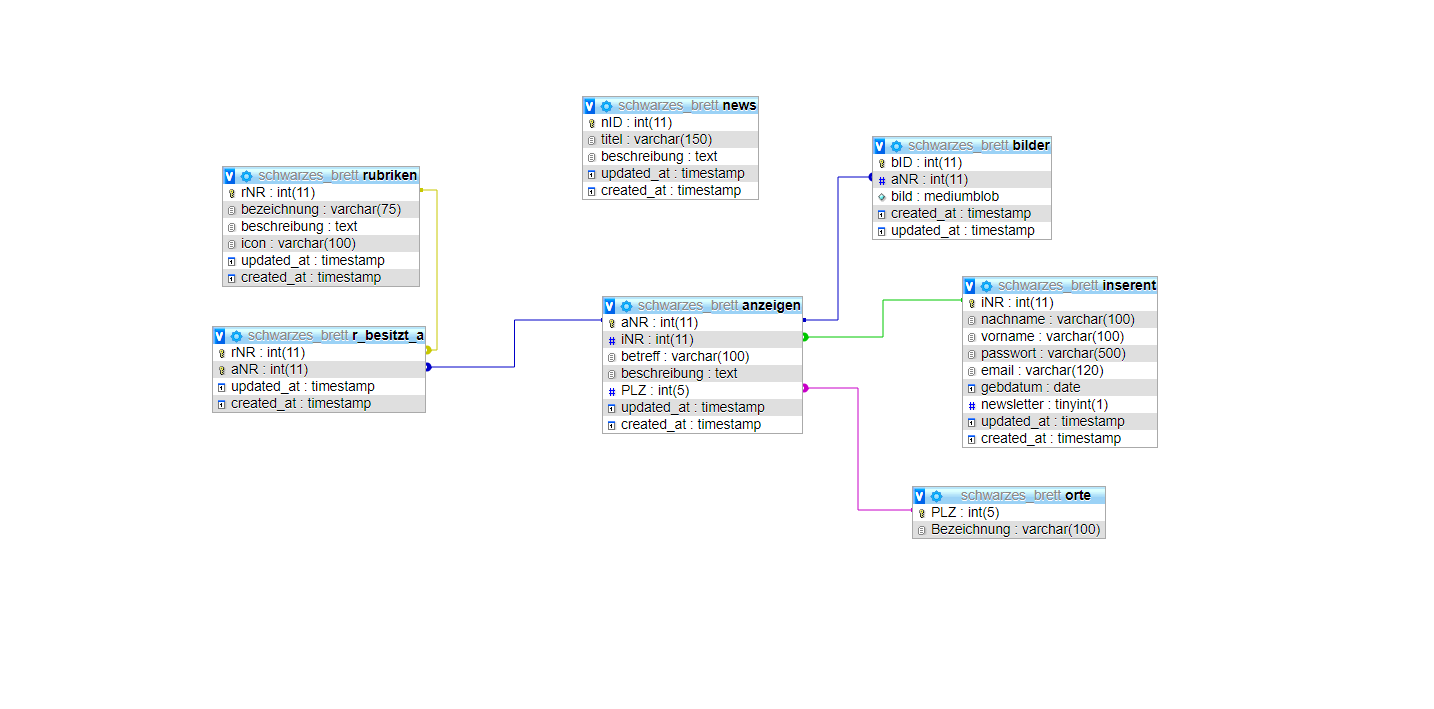 schwarzes_brett news
nID : int(11)
titel : varchar(150)
beschreibung : text
updated_at : timestamp
created_at : timestamp
schwarzes_brett bilder
bID : int(11)
aNR : int(11)
bild : mediumblob
created_at : timestamp
updated_at : timestamp
schwarzes_brett rubriken
rNR : int(11)
bezeichnung : varchar(75)
beschreibung : text
icon : varchar(100)
updated_at : timestamp
created_at : timestamp
schwarzes_brett inserent
iNR : int(11)
nachname : varchar(100)
vorname : varchar(100)
passwort : varchar(500)
email : varchar(120)
gebdatum : date
newsletter : tinyint(1)
updated_at : timestamp
created_at : timestamp
schwarzes_brett anzeigen
aNR : int(11)
iNR : int(11)
betreff : varchar(100)
beschreibung : text
PLZ : int(5)
updated_at : timestamp
created_at : timestamp
schwarzes_brett r_besitzt_a
rNR : int(11)
aNR : int(11)
updated_at : timestamp
created_at : timestamp
schwarzes_brett orte
PLZ : int(5)
Bezeichnung : varchar(100)